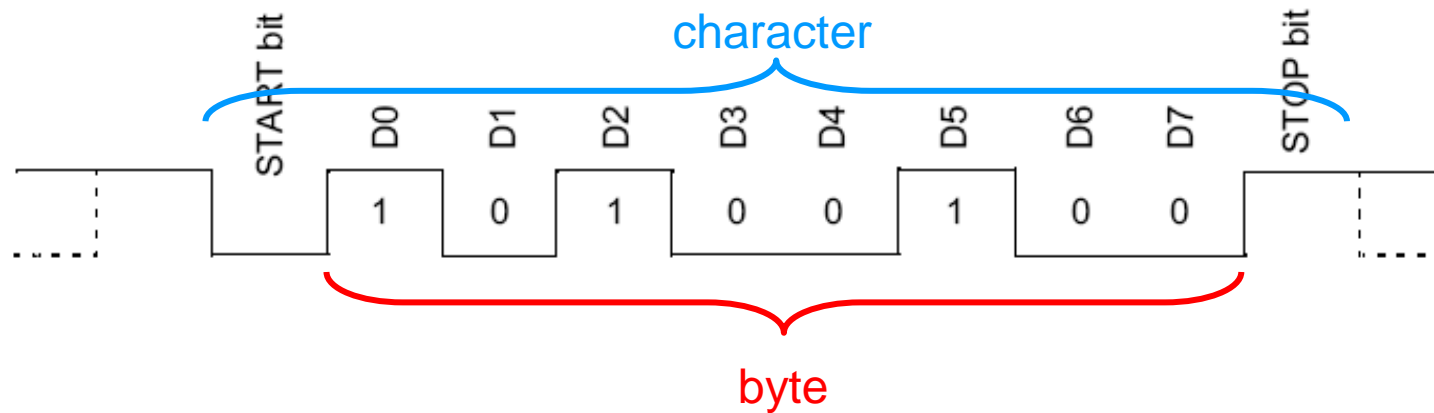 character
START bit D0 D1 D2 D3 D4 D5 D6 D7 STOP bit
1 0 1 0 0 1 0 0
byte